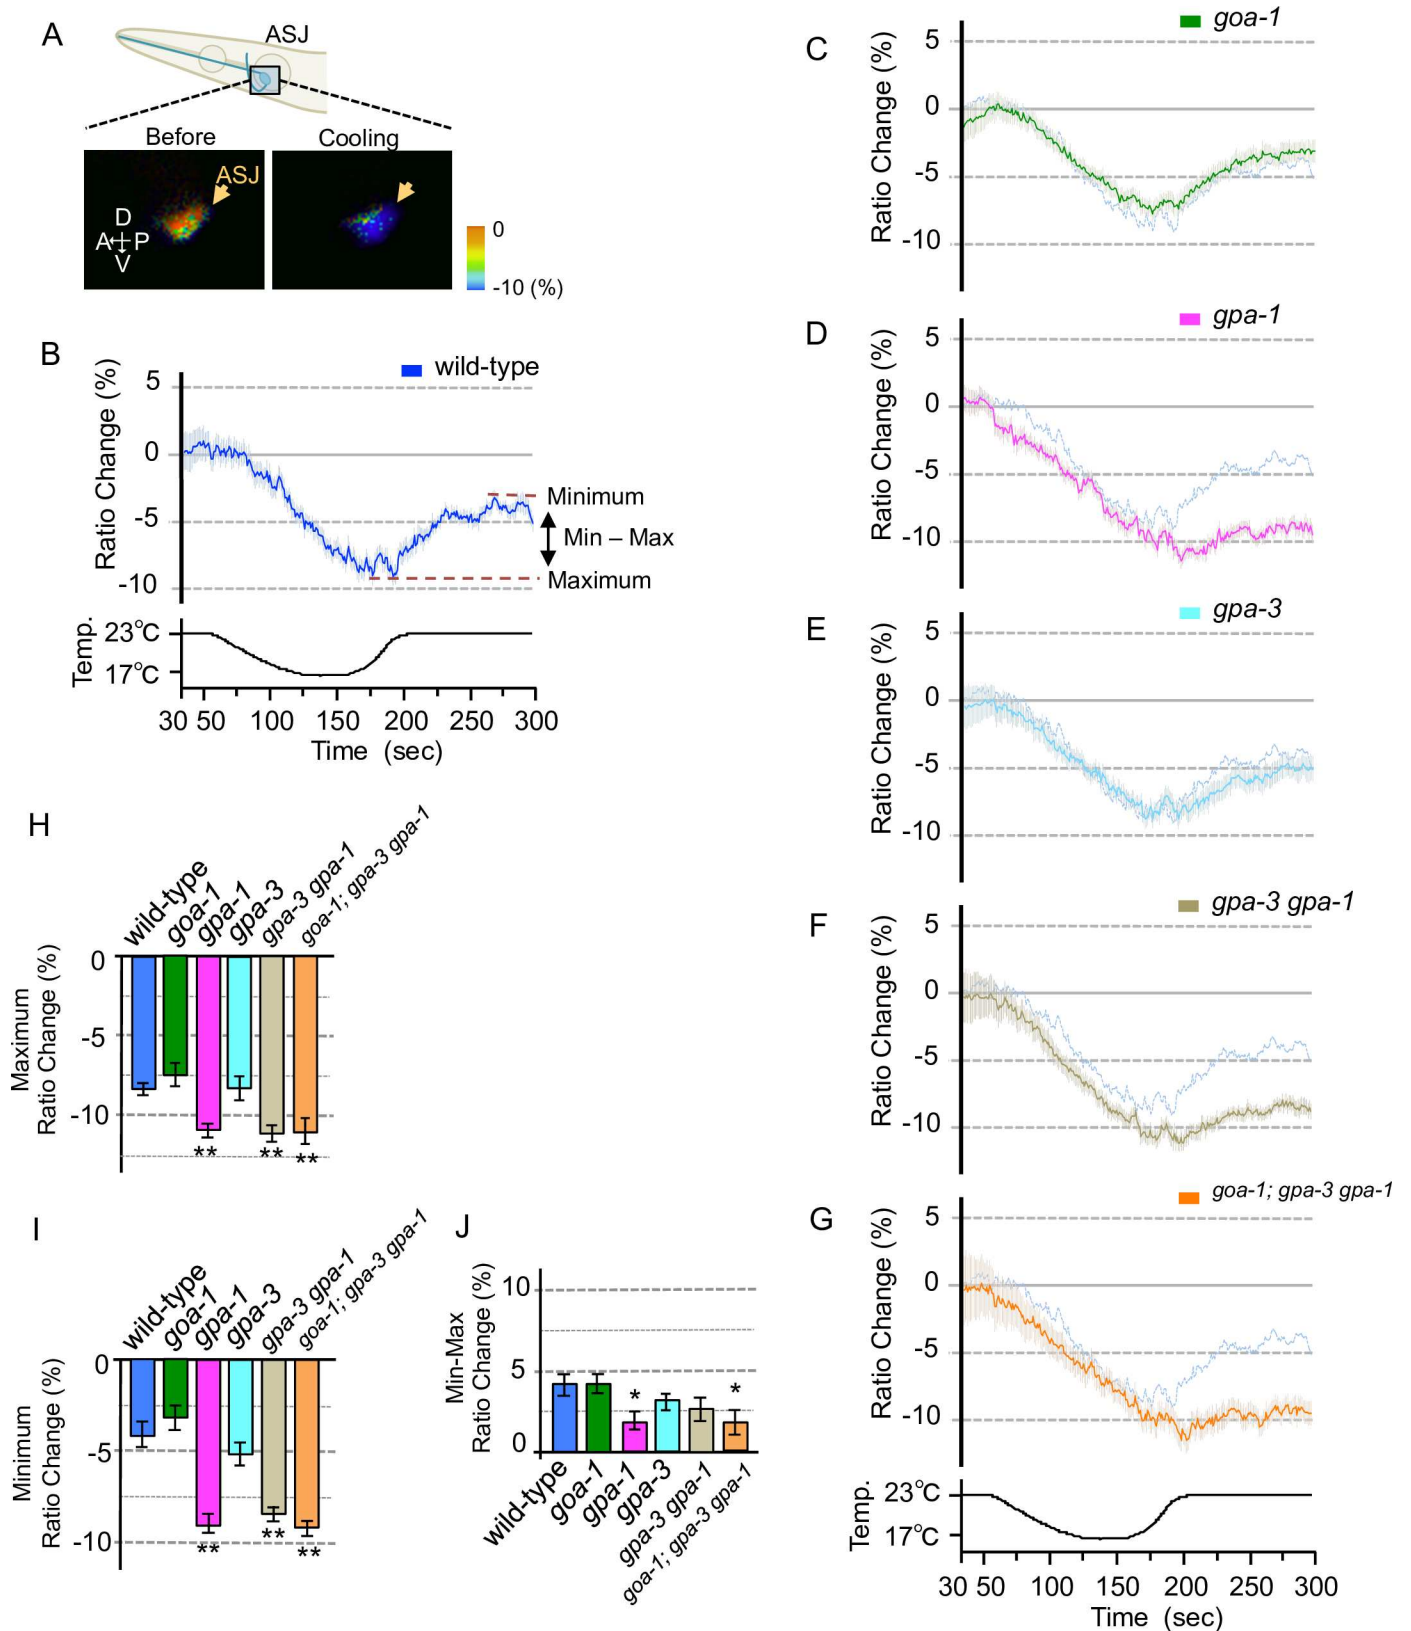 A
ASJ
Before
Cooling
ASJ
D
A
P
V
0
-10 (%)
B
wild-type
Ratio Change (%)
5
0
-5
-10
Minimum
Min – Max
Maximum
Temp.
23°C
17°C
30 50 100 150 200 250 300
Time (sec)
C
goa-1
Ratio Change (%)
5
0
-5
-10
D
gpa-1
Ratio Change (%)
5
0
-5
-10
E
gpa-3
Ratio Change (%)
5
0
-5
-10
F
gpa-3 gpa-1
Ratio Change (%)
5
0
-5
-10
G
goa-1; gpa-3 gpa-1
Ratio Change (%)
5
0
-5
-10
Temp.
23°C
17°C
30 50 100 150 200 250 300
Time (sec)
H
wild-type
goa-1
gpa-1
gpa-3
gpa-3 gpa-1
goa-1; gpa-3 gpa-1
Maximum
Ratio Change (%)
0
-5
-10
** ** **
I
wild-type
goa-1
gpa-1
gpa-3
gpa-3 gpa-1
goa-1; gpa-3 gpa-1
Minimum
Ratio Change (%)
0
-5
-10
** ** **
J
Min-Max
Ratio Change (%)
10
5
0
* *
wild-type
goa-1
gpa-1
gpa-3
gpa-3 gpa-1
goa-1; gpa-3 gpa-1